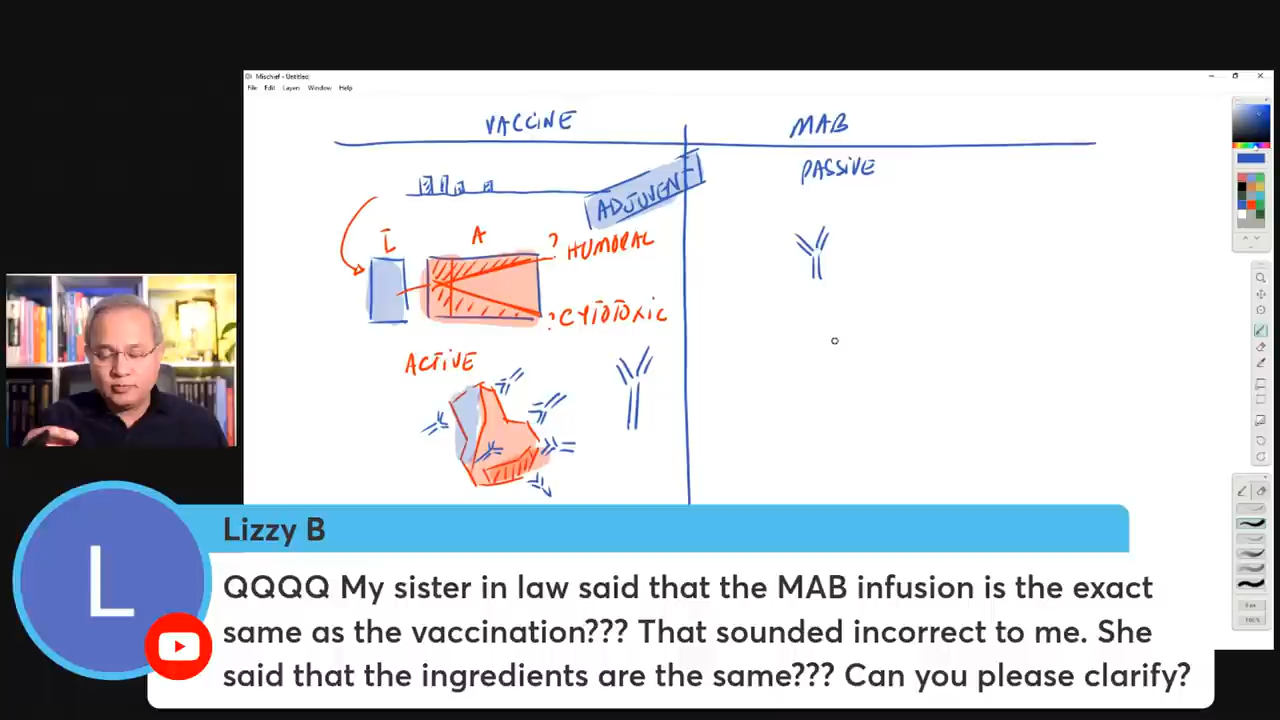 Mischief - Untitled
File Edit Layers Window Help
VACCINE
MAB
PASSIVE
ADJUVENT
I
A
? HUMORAL
? CYTOTOXIC
ACTIVE
L
Lizzy B
QQQQ My sister in law said that the MAB infusion is the exact
same as the vaccination??? That sounded incorrect to me. She
said that the ingredients are the same??? Can you please clarify?